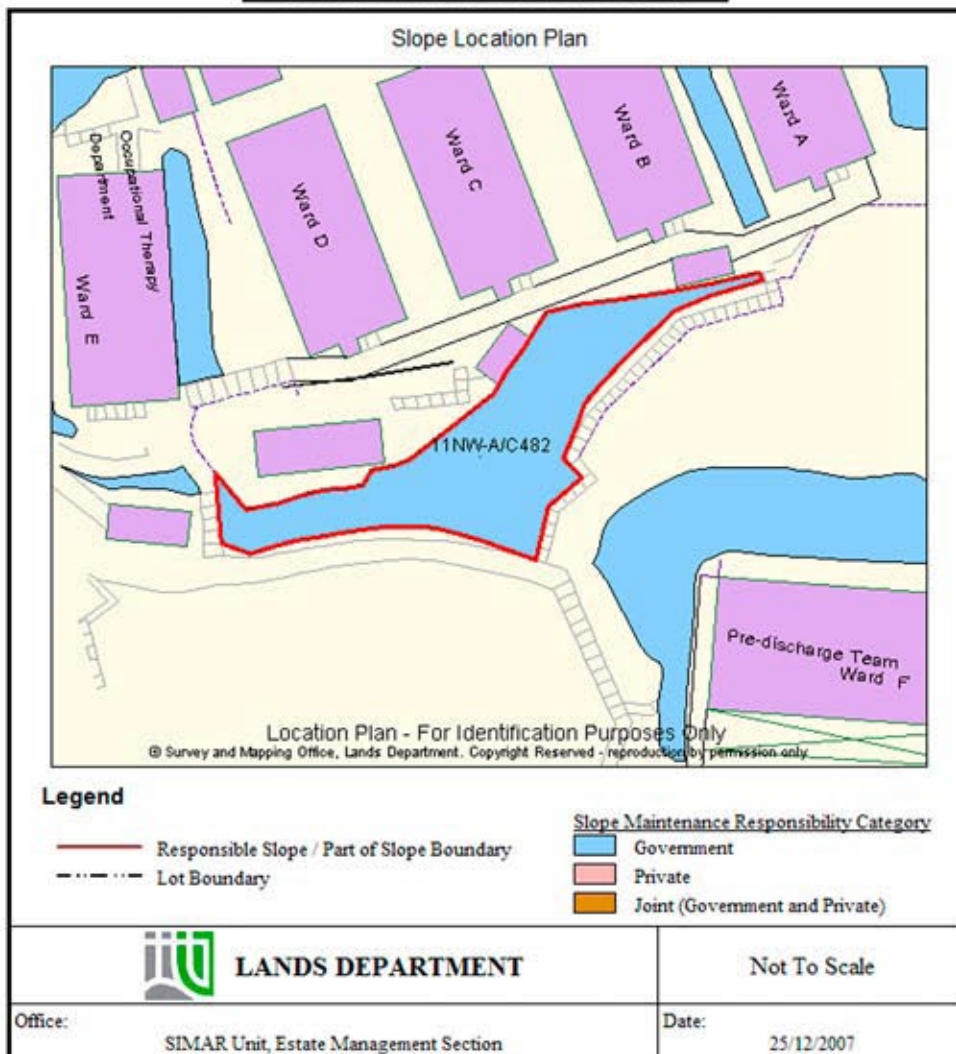 Slope Location Plan
Ward A
Ward B
Ward C
Ward D
Occupational Therapy
Department
Ward E
11NW-A/C482
Pre-discharge Team
Ward F
Location Plan - For Identification Purposes Only
@ Survey and Mapping Office, Lands Department. Copyright Reserved - reproduction by permission only
Legend
Responsible Slope / Part of Slope Boundary
Lot Boundary
Slope Maintenance Responsibility Category
Government
Private
Joint (Government and Private)
LANDS DEPARTMENT
Not To Scale
Office:
SIMAR Unit, Estate Management Section
Date:
25/12/2007